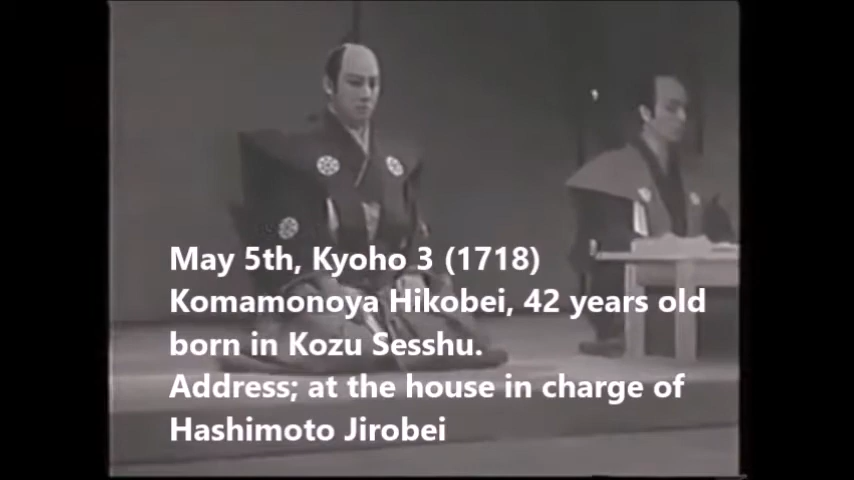 May 5th, Kyoho 3 (1718)
Komamonoya Hikobei, 42 years old
born in Kozu Sesshu.
Address; at the house in charge of
Hashimoto Jirobei